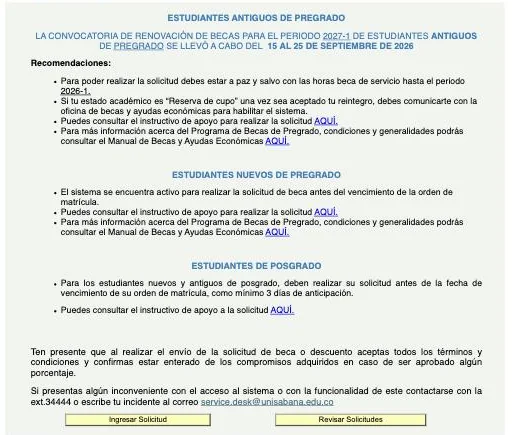 ESTUDIANTES ANTIGUOS DE PREGRADO
LA CONVOCATORIA DE RENOVACIÓN DE BECAS PARA EL PERIODO 2027-1 DE ESTUDIANTES ANTIGUOS
DE PREGRADO SE LLEVÓ A CABO DEL 15 AL 25 DE SEPTIEMBRE DE 2026
Recomendaciones:
• Para poder realizar la solicitud debes estar a paz y salvo con las horas beca de servicio hasta el período
2026-1.
• Si tu estado académico es "Reserva de cupo" una vez sea aceptado tu reintegro, debes comunicarte con la
oficina de becas y ayudas económicas para habilitar el sistema.
• Puedes consultar el instructivo de apoyo para realizar la solicitud AQUÍ.
• Para más información acerca del Programa de Becas de Pregrado, condiciones y generalidades podrás
consultar el Manual de Becas y Ayudas Económicas AQUÍ.
ESTUDIANTES NUEVOS DE PREGRADO
• El sistema se encuentra activo para realizar la solicitud de beca antes del vencimiento de la orden de
matrícula.
• Puedes consultar el instructivo de apoyo para realizar la solicitud AQUÍ.
• Para más información acerca del Programa de Becas de Pregrado, condiciones y generalidades podrás
consultar el Manual de Becas y Ayudas Económicas AQUÍ.
ESTUDIANTES DE POSGRADO
• Para los estudiantes nuevos y antiguos de posgrado, deben realizar su solicitud antes de la fecha de
vencimiento de su orden de matrícula, como mínimo 3 días de anticipación.
• Puedes consultar el instructivo de apoyo a la solicitud AQUÍ.
Ten presente que al realizar el envío de la solicitud de beca o descuento aceptas todos los términos y
condiciones y confirmas estar enterado de los compromisos adquiridos en caso de ser aprobado algún
porcentaje.
Si presentas algún inconveniente con el acceso al sistema o con la funcionalidad de este contactarse con la
ext.34444 o escribe tu incidente al correo service.desk@unisabana.edu.co
Ingresar Solicitud
Revisar Solicitudes